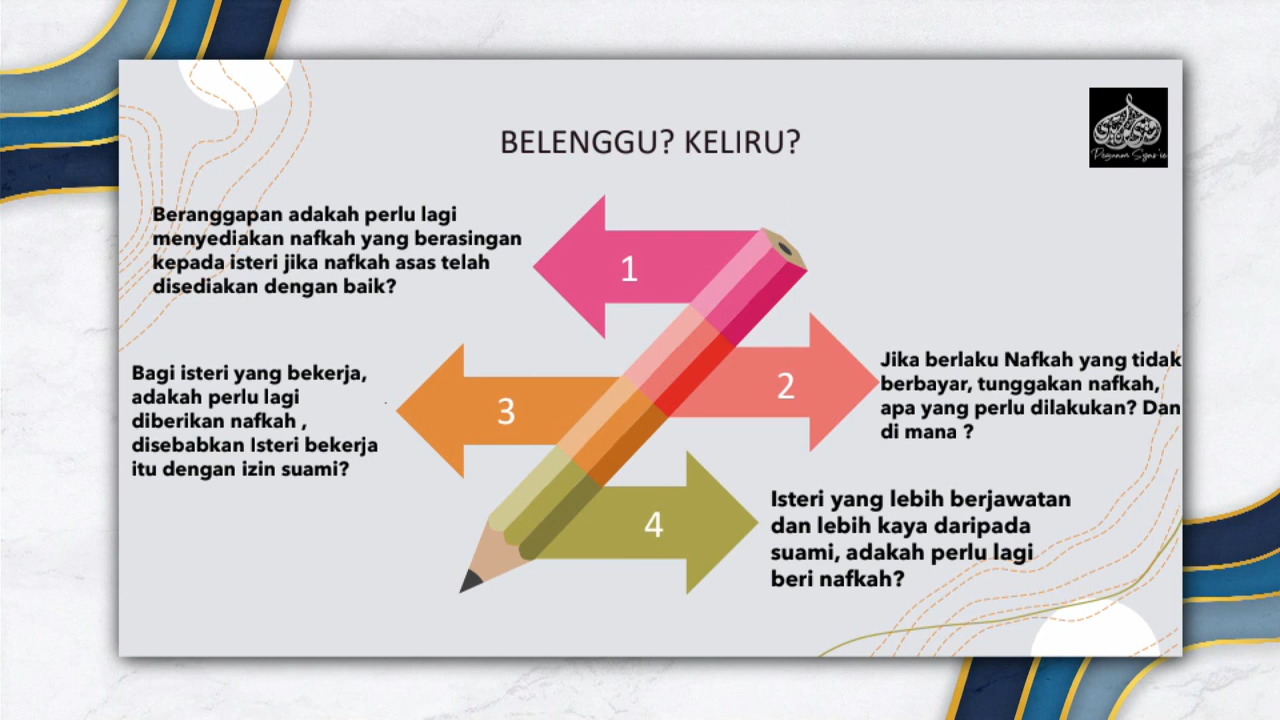 BELENGGU? KELIRU?
Peguam Syar'ie
Beranggapan adakah perlu lagi
menyediakan nafkah yang berasingan
kepada isteri jika nafkah asas telah
disediakan dengan baik?
1
Jika berlaku Nafkah yang tidak
berbayar, tunggakan nafkah,
apa yang perlu dilakukan? Dan
di mana ?
2
Bagi isteri yang bekerja,
adakah perlu lagi
diberikan nafkah ,
disebabkan Isteri bekerja
itu dengan izin suami?
3
4
Isteri yang lebih berjawatan
dan lebih kaya daripada
suami, adakah perlu lagi
beri nafkah?